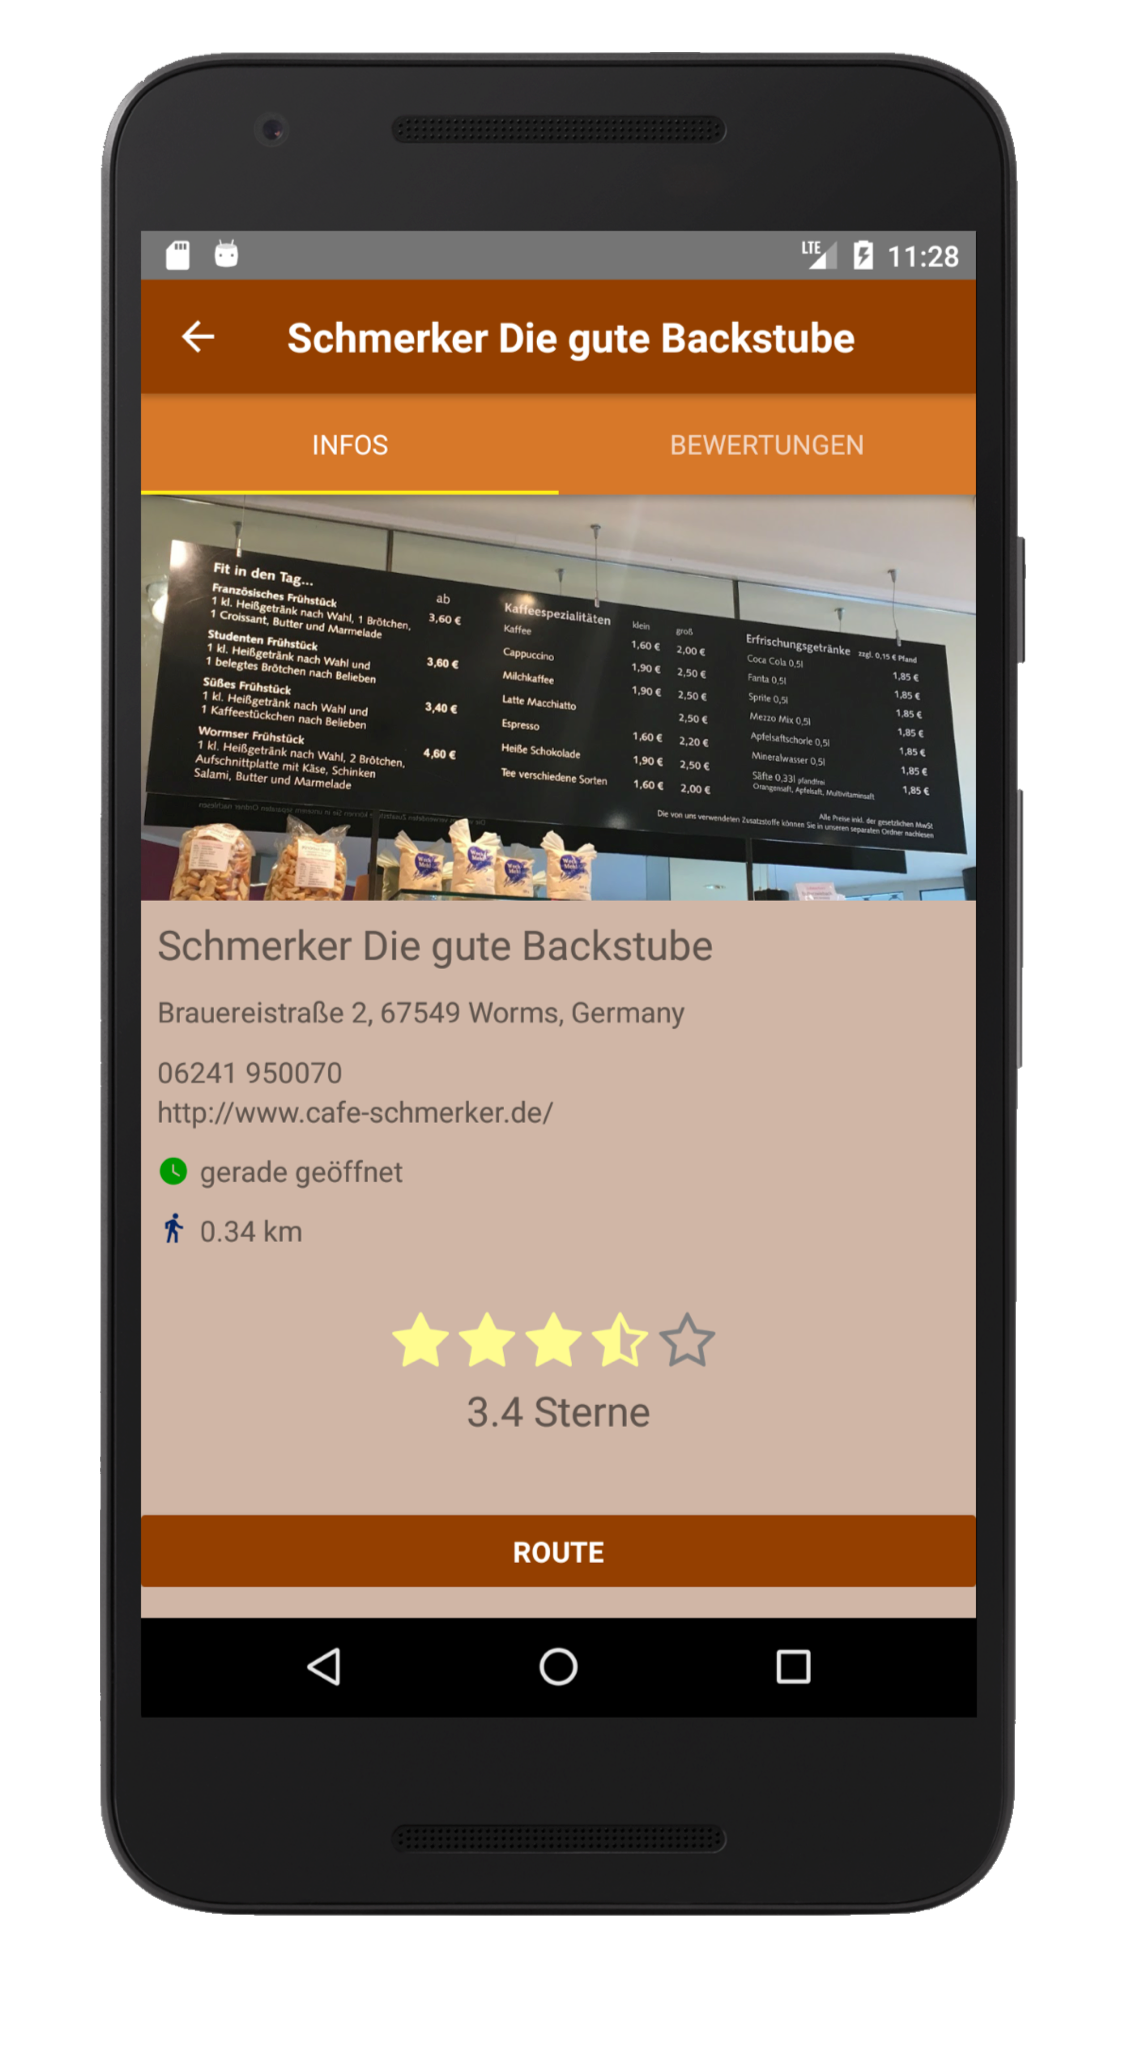 LTE 11:28
Schmerker Die gute Backstube
INFOS BEWERTUNGEN
Fit in den Tag...
ab
Französisches Frühstück
1 kl. Heißgetränk nach Wahl, 1 Brötchen, 3,60 €
1 Croissant, Butter und Marmelade
Studenten Frühstück
1 kl. Heißgetränk nach Wahl und 3,60 €
1 belegtes Brötchen nach Belieben
Süßes Frühstück
1 kl. Heißgetränk nach Wahl und 3,40 €
1 Kaffeestückchen nach Belieben
Wormser Frühstück
1 kl. Heißgetränk nach Wahl, 2 Brötchen, 4,60 €
Aufschnittplatte mit Käse, Schinken
Salami, Butter und Marmelade
Kaffeespezialitäten klein groß
Kaffee 1,60 € 2,00 €
Cappuccino 1,90 € 2,50 €
Milchkaffee 1,90 € 2,50 €
Latte Macchiato 2,50 €
Espresso 1,60 € 2,20 €
Heiße Schokolade 1,90 € 2,50 €
Tee verschiedene Sorten 1,60 € 2,00 €
Erfrischungsgetränke zzgl. 0,15 € Pfand
Coca Cola 0,5l 1,85 €
Fanta 0,5l 1,85 €
Sprite 0,5l 1,85 €
Mezzo Mix 0,5l 1,85 €
Apfelsaftschorle 0,5l 1,85 €
Mineralwasser 0,5l 1,85 €
Säfte 0,33l pfandfrei 1,85 €
Orangensaft, Apfelsaft, Multivitaminsaft
Alle Preise inkl. der gesetzlichen MwSt
Die von uns verwendeten Zusatzstoffe können Sie in unseren separaten Ordner nachlesen
Schmerker Die gute Backstube
Brauereistraße 2, 67549 Worms, Germany
06241 950070
http://www.cafe-schmerker.de/
gerade geöffnet
0.34 km
3.4 Sterne
ROUTE